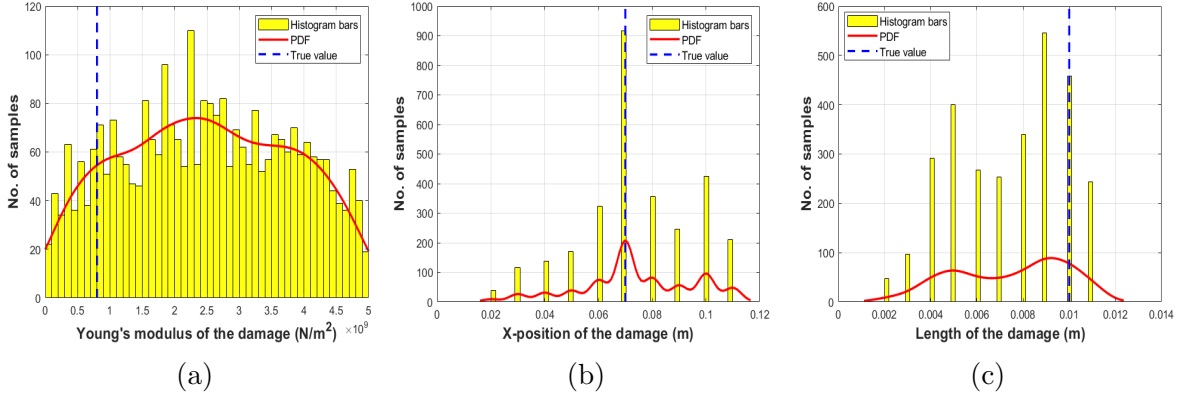 120
100
80
60
40
20
0
No. of samples
Histogram bars
PDF
True value
0 0.5 1 1.5 2 2.5 3 3.5 4 4.5 5
Young's modulus of the damage (N/m²) ×10⁹
(a)
1000
900
800
700
600
500
400
300
200
100
0
No. of samples
Histogram bars
PDF
True value
0 0.02 0.04 0.06 0.08 0.1 0.12
X-position of the damage (m)
(b)
600
500
400
300
200
100
0
No. of samples
Histogram bars
PDF
True value
0 0.002 0.004 0.006 0.008 0.01 0.012 0.014
Length of the damage (m)
(c)